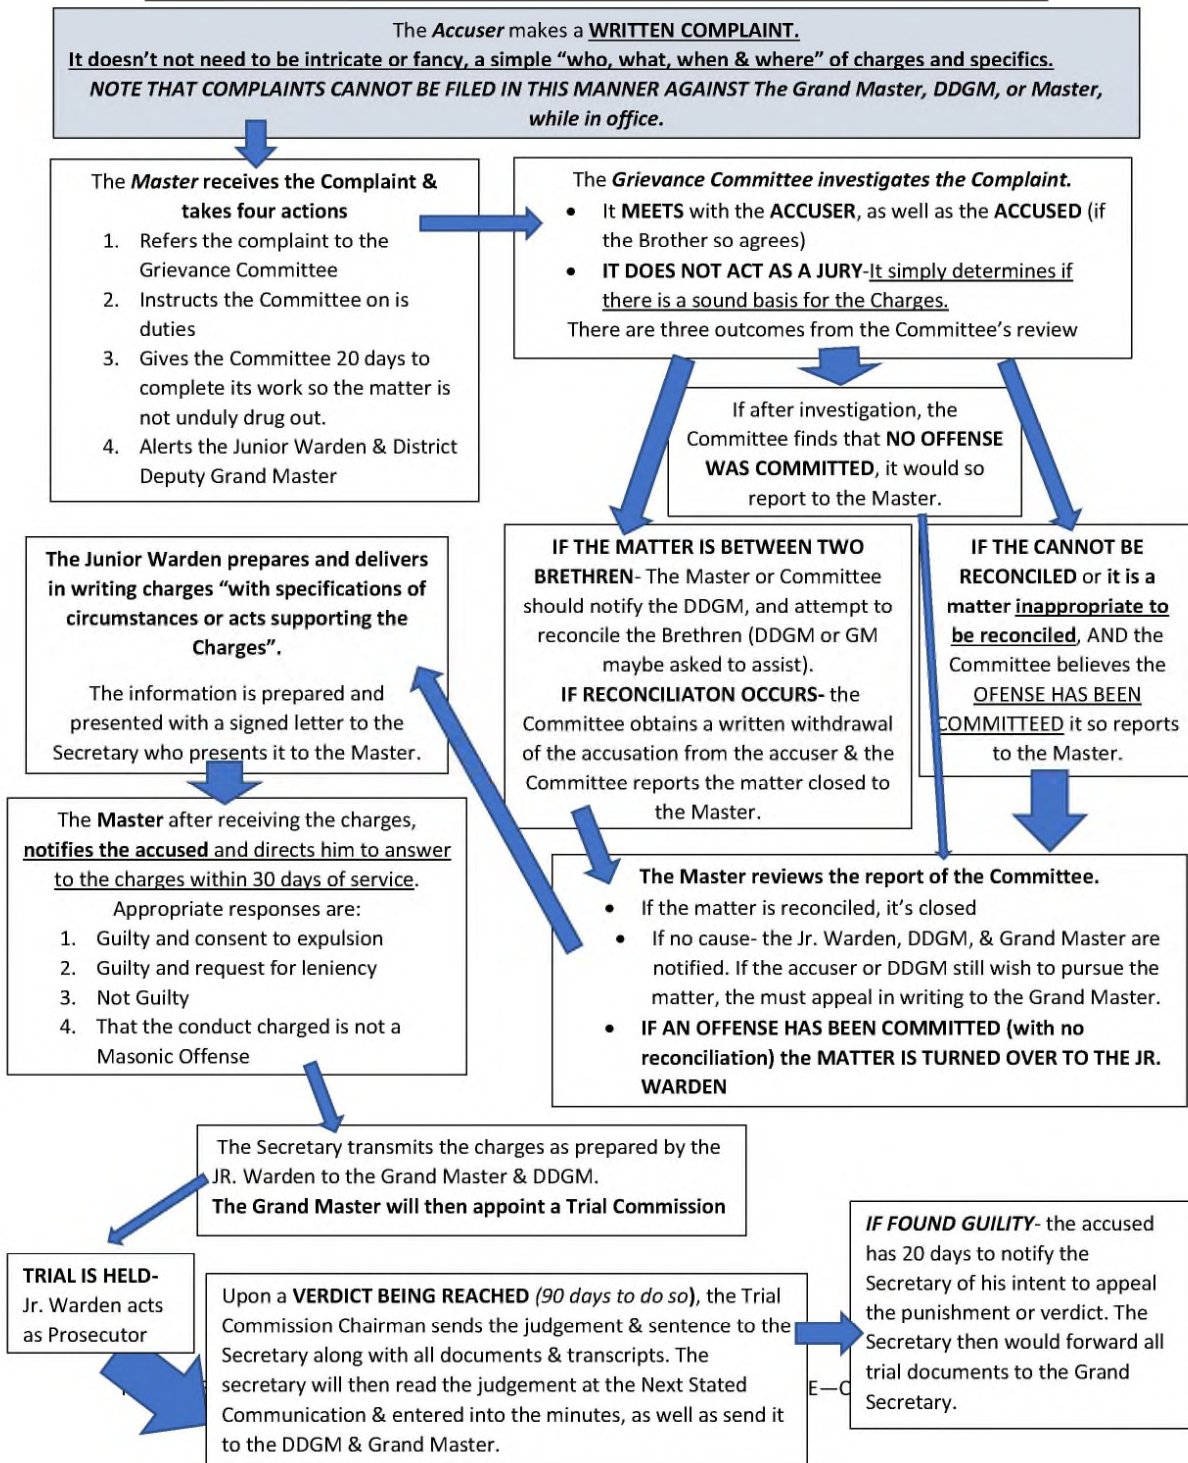 The Accuser makes a WRITTEN COMPLAINT.
It doesn't not need to be intricate or fancy, a simple "who, what, when & where" of charges and specifics.
NOTE THAT COMPLAINTS CANNOT BE FILED IN THIS MANNER AGAINST The Grand Master, DDGM, or Master,
while in office.
The Master receives the Complaint &
takes four actions
1. Refers the complaint to the
Grievance Committee
2. Instructs the Committee on is
duties
3. Gives the Committee 20 days to
complete its work so the matter is
not unduly drug out.
4. Alerts the Junior Warden & District
Deputy Grand Master
The Grievance Committee investigates the Complaint.
• It MEETS with the ACCUSER, as well as the ACCUSED (if
the Brother so agrees)
• IT DOES NOT ACT AS A JURY-It simply determines if
there is a sound basis for the Charges.
There are three outcomes from the Committee's review
If after investigation, the
Committee finds that NO OFFENSE
WAS COMMITTED, it would so
report to the Master.
IF THE MATTER IS BETWEEN TWO
BRETHREN- The Master or Committee
should notify the DDGM, and attempt to
reconcile the Brethren (DDGM or GM
maybe asked to assist).
IF RECONCILIATON OCCURS- the
Committee obtains a written withdrawal
of the accusation from the accuser & the
Committee reports the matter closed to
the Master.
IF THE CANNOT BE
RECONCILED or it is a
matter inappropriate to
be reconciled, AND the
Committee believes the
OFENSE HAS BEEN
COMMITTEED it so reports
to the Master.
The Master reviews the report of the Committee.
• If the matter is reconciled, it's closed
• If no cause- the Jr. Warden, DDGM, & Grand Master are
notified. If the accuser or DDGM still wish to pursue the
matter, the must appeal in writing to the Grand Master.
• IF AN OFFENSE HAS BEEN COMMITTED (with no
reconciliation) the MATTER IS TURNED OVER TO THE JR.
WARDEN
The Junior Warden prepares and delivers
in writing charges "with specifications of
circumstances or acts supporting the
Charges".
The information is prepared and
presented with a signed letter to the
Secretary who presents it to the Master.
The Master after receiving the charges,
notifies the accused and directs him to answer
to the charges within 30 days of service.
Appropriate responses are:
1. Guilty and consent to expulsion
2. Guilty and request for leniency
3. Not Guilty
4. That the conduct charged is not a
Masonic Offense
The Secretary transmits the charges as prepared by the
JR. Warden to the Grand Master & DDGM.
The Grand Master will then appoint a Trial Commission
TRIAL IS HELD-
Jr. Warden acts
as Prosecutor
Upon a VERDICT BEING REACHED (90 days to do so), the Trial
Commission Chairman sends the judgement & sentence to the
Secretary along with all documents & transcripts. The
secretary will then read the judgement at the Next Stated
Communication & entered into the minutes, as well as send it
to the DDGM & Grand Master.
IF FOUND GUILITY- the accused
has 20 days to notify the
Secretary of his intent to appeal
the punishment or verdict. The
Secretary then would forward all
trial documents to the Grand
Secretary.